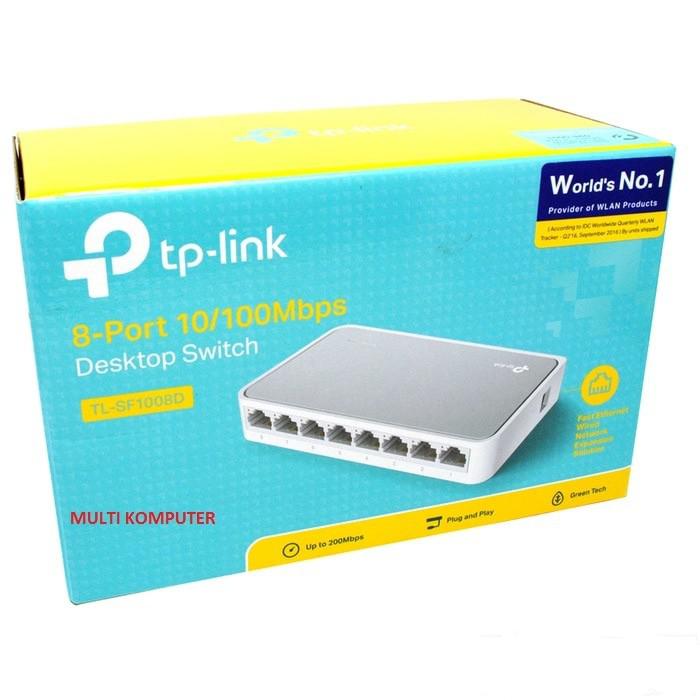 tp-link
World's No.1
Provider of WLAN Products
( According to IDC Worldwide Quarterly WLAN
Tracker - Q2'16, September 2016 ) By units shipped
tp-link
8-Port 10/100Mbps
Desktop Switch
TL-SF1008D
tp-link
Fast Ethernet
Wired
Network
Expansion
Solution
MULTI KOMPUTER
Up to 200Mbps
Plug and Play
Green Tech